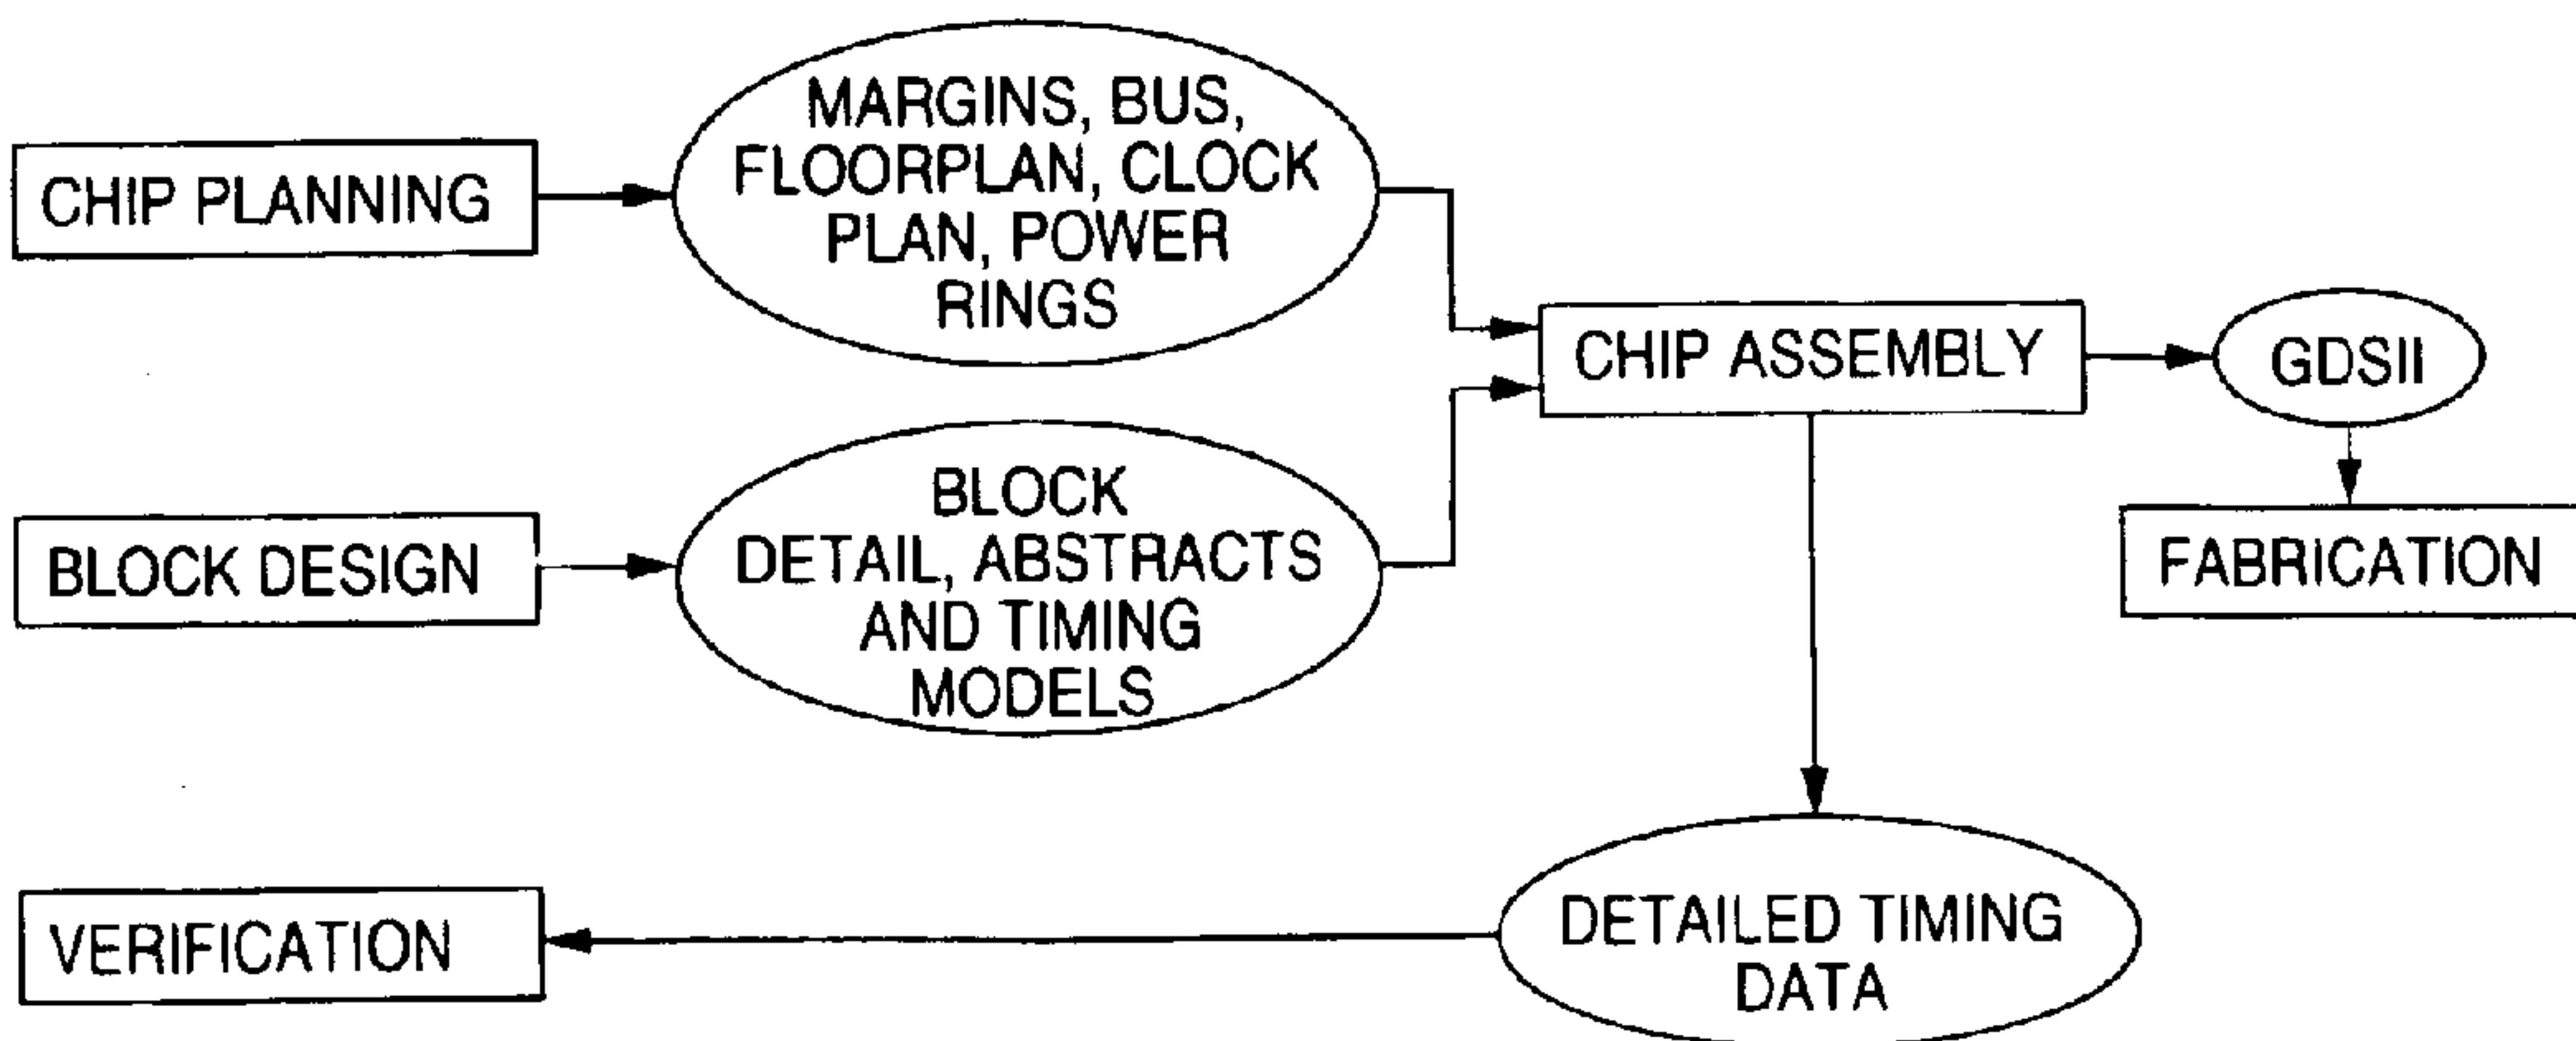 CHIP PLANNING
MARGINS, BUS,
FLOORPLAN, CLOCK
PLAN, POWER
RINGS
CHIP ASSEMBLY
GDSII
BLOCK DESIGN
BLOCK
DETAIL, ABSTRACTS
AND TIMING
MODELS
FABRICATION
VERIFICATION
DETAILED TIMING
DATA